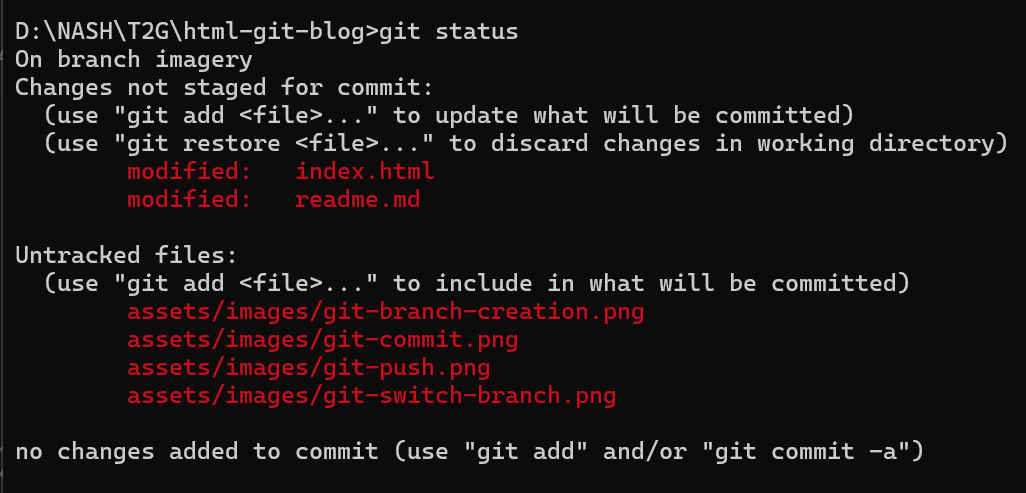 D:\NASH\T2G\html-git-blog>git status
On branch imagery
Changes not staged for commit:
  (use "git add <file>..." to update what will be committed)
  (use "git restore <file>..." to discard changes in working directory)
        modified:   index.html
        modified:   readme.md

Untracked files:
  (use "git add <file>..." to include in what will be committed)
        assets/images/git-branch-creation.png
        assets/images/git-commit.png
        assets/images/git-push.png
        assets/images/git-switch-branch.png

no changes added to commit (use "git add" and/or "git commit -a")